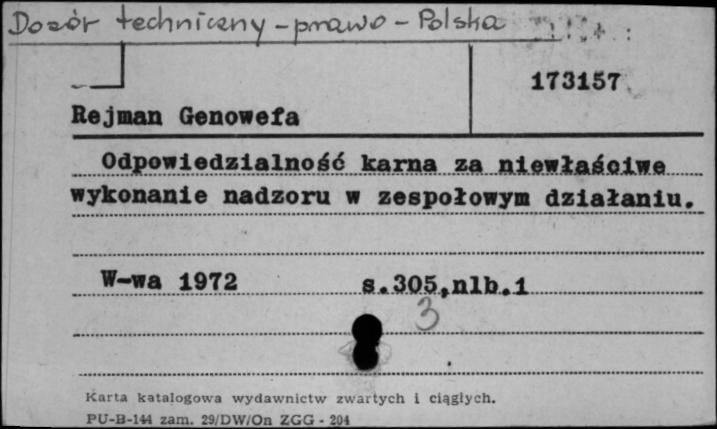 Dozór techniczny - prawo - Polska
173157
Rejman Genowefa
Odpowiedzialność karna za niewłaściwe
wykonanie nadzoru w zespołowym działaniu.
W-wa 1972 s.305,nlb.1
3
Karta katalogowa wydawnictw zwartych i ciągłych.
PU-B-144 zam. 29/DW/On ZGG - 204